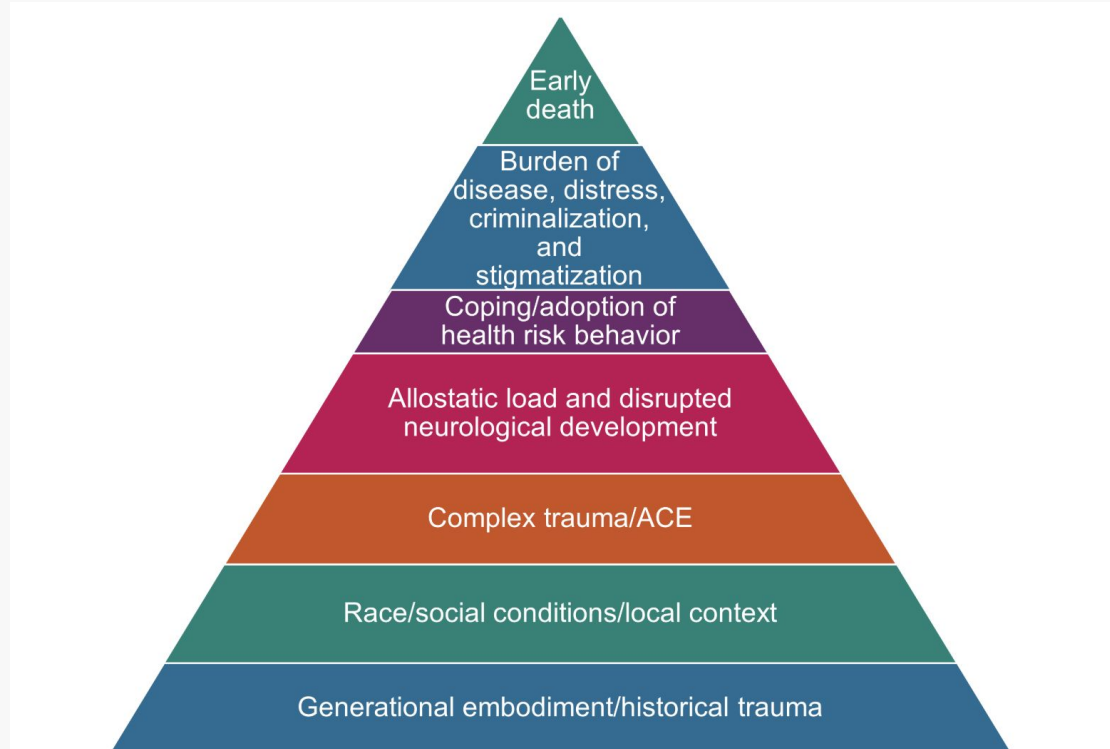 Early
death
Burden of
disease, distress,
criminalization,
and
stigmatization
Coping/adoption of
health risk behavior
Allostatic load and disrupted
neurological development
Complex trauma/ACE
Race/social conditions/local context
Generational embodiment/historical trauma